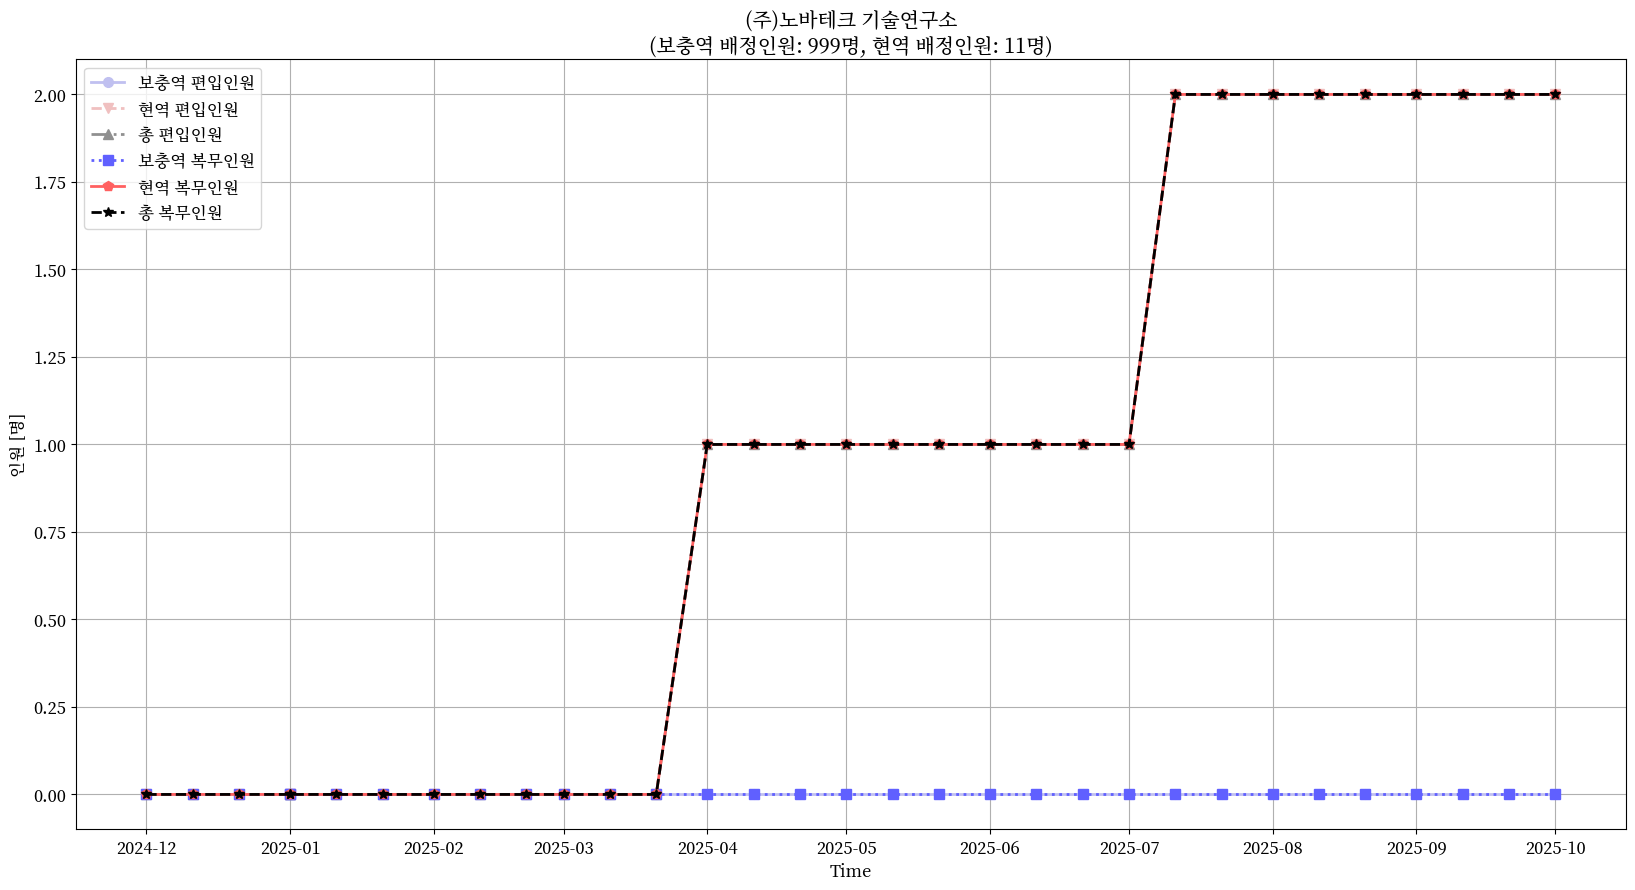 (주)노바테크 기술연구소
(보충역 배정인원: 999명, 현역 배정인원: 11명)
보충역 편입인원
현역 편입인원
총 편입인원
보충역 복무인원
현역 복무인원
총 복무인원
2.00
1.75
1.50
1.25
1.00
0.75
0.50
0.25
0.00
인원 [명]
2024-12 2025-01 2025-02 2025-03 2025-04 2025-05 2025-06 2025-07 2025-08 2025-09 2025-10
Time